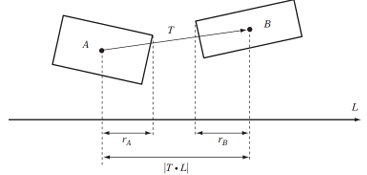 A T B
L
r_A r_B
|T • L|